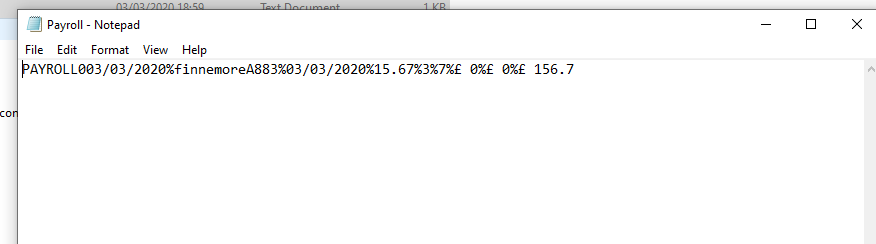 03/03/2020 18:59 Text Document 1 KB
Payroll - Notepad
File Edit Format View Help
PAYROLL003/03/2020%finnemoreA883%03/03/2020%15.67%3%7%£ 0%£ 0%£ 156.7
con